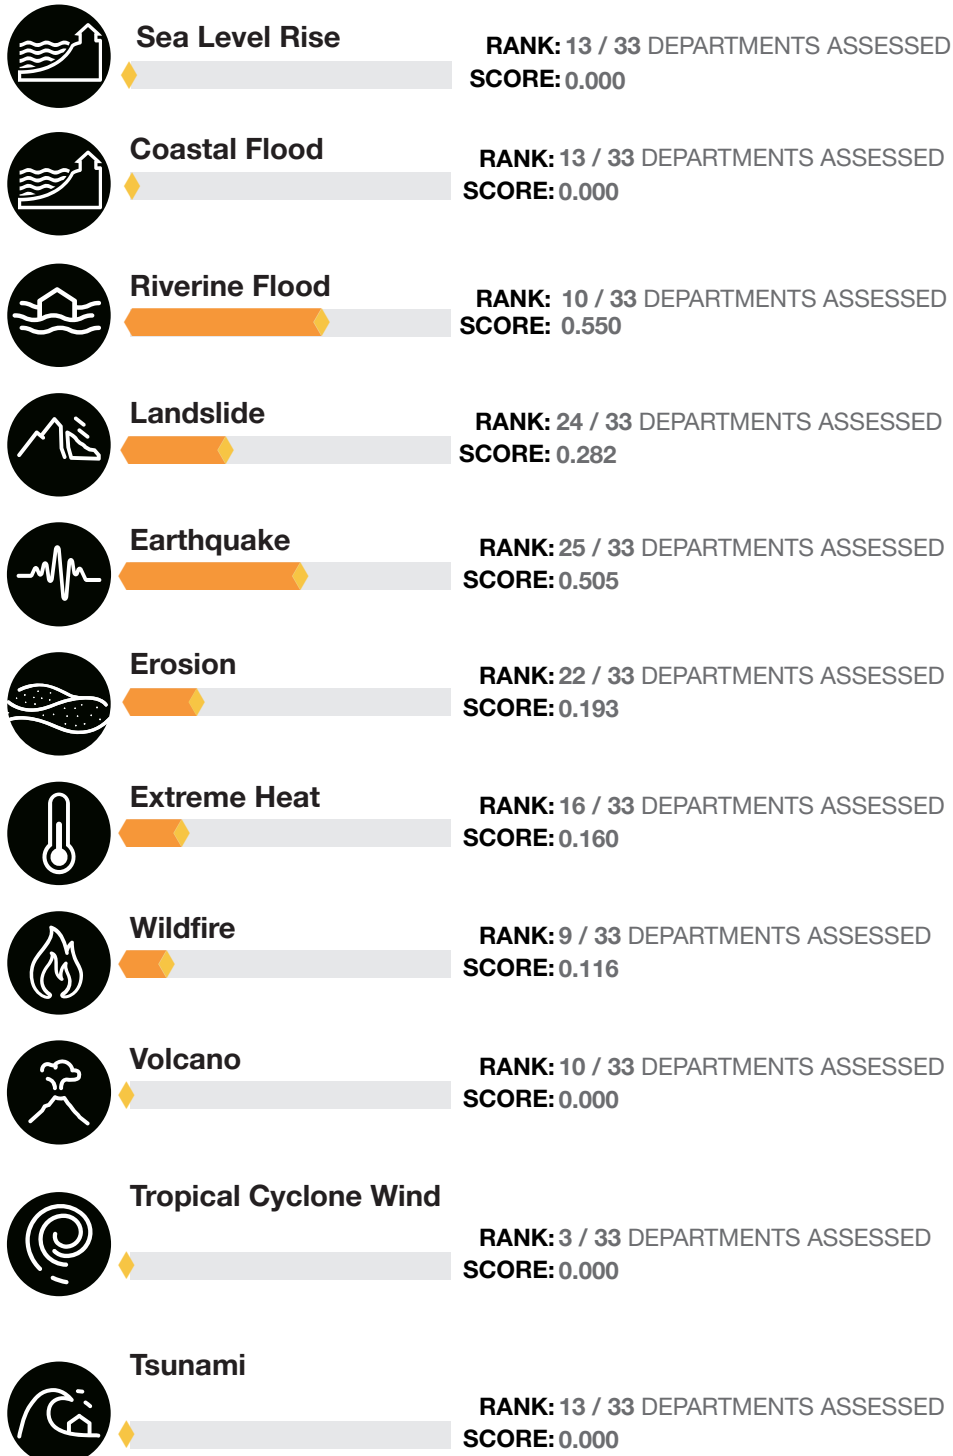 Sea Level Rise
RANK: 13 / 33 DEPARTMENTS ASSESSED
SCORE: 0.000
Coastal Flood
RANK: 13 / 33 DEPARTMENTS ASSESSED
SCORE: 0.000
Riverine Flood
RANK: 10 / 33 DEPARTMENTS ASSESSED
SCORE: 0.550
Landslide
RANK: 24 / 33 DEPARTMENTS ASSESSED
SCORE: 0.282
Earthquake
RANK: 25 / 33 DEPARTMENTS ASSESSED
SCORE: 0.505
Erosion
RANK: 22 / 33 DEPARTMENTS ASSESSED
SCORE: 0.193
Extreme Heat
RANK: 16 / 33 DEPARTMENTS ASSESSED
SCORE: 0.160
Wildfire
RANK: 9 / 33 DEPARTMENTS ASSESSED
SCORE: 0.116
Volcano
RANK: 10 / 33 DEPARTMENTS ASSESSED
SCORE: 0.000
Tropical Cyclone Wind
RANK: 3 / 33 DEPARTMENTS ASSESSED
SCORE: 0.000
Tsunami
RANK: 13 / 33 DEPARTMENTS ASSESSED
SCORE: 0.000